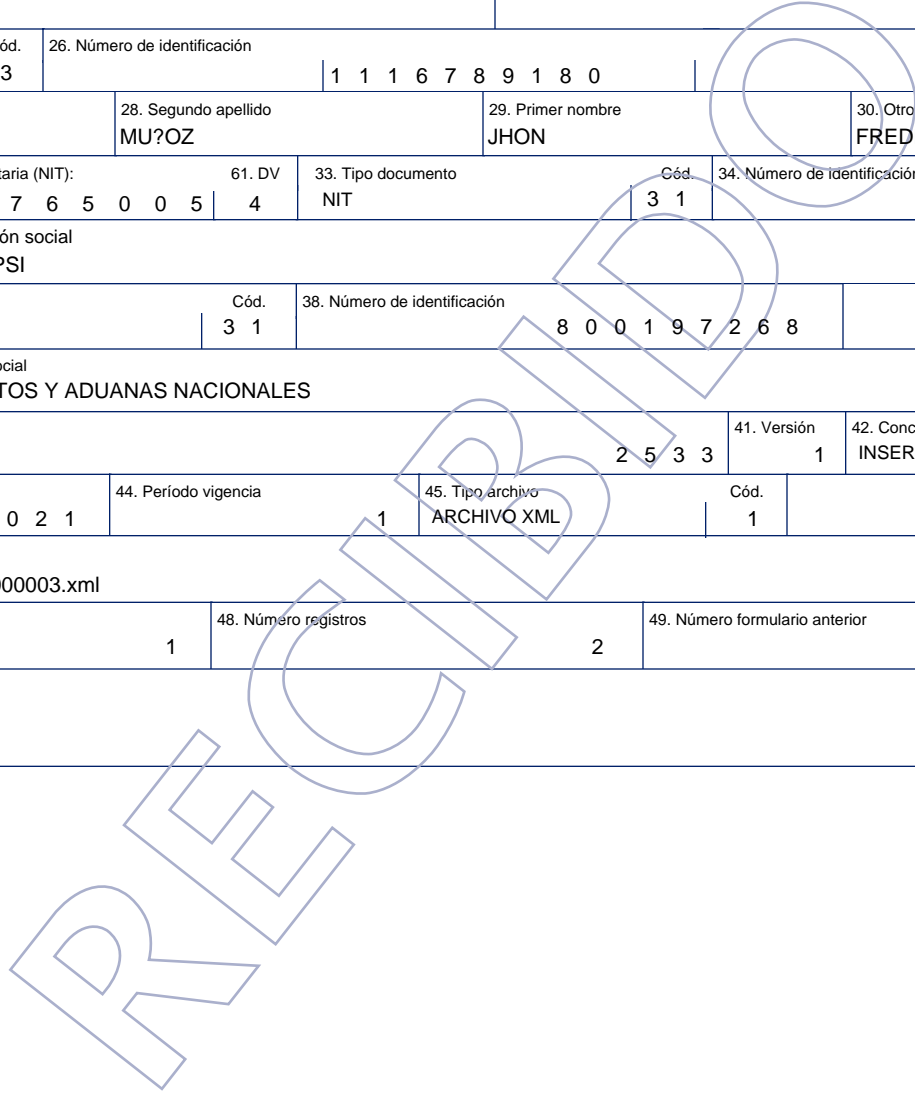 ód. 26. Número de identificación
3 1 1 1 6 7 8 9 1 8 0
28. Segundo apellido 29. Primer nombre 30. Otro
MU?OZ JHON FRED
taria (NIT): 61. DV 33. Tipo documento Cód. 34. Número de identificación
7 6 5 0 0 5 4 NIT 3 1
ón social
PSI
Cód. 38. Número de identificación
3 1 8 0 0 1 9 7 2 6 8
ocial
TOS Y ADUANAS NACIONALES
41. Versión 42. Conc
2 5 3 3 1 INSER
44. Período vigencia 45. Tipo archivo Cód.
0 2 1 1 ARCHIVO XML 1
000003.xml
48. Número registros 49. Número formulario anterior
1 2
RECIBIDO